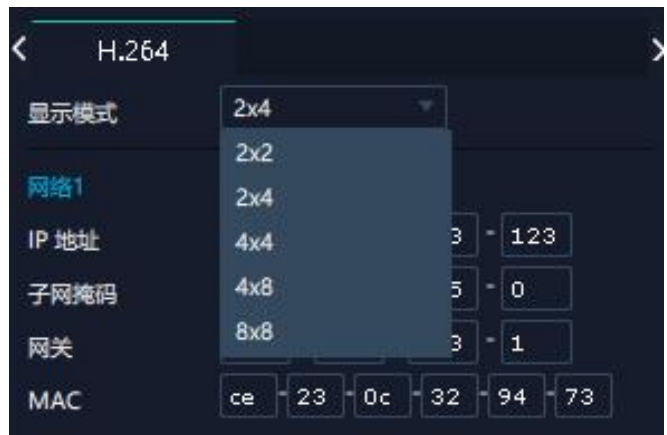 H.264
显示模式 2x4
2x2
网络1
2x4
IP 地址 4x4 3 - 123
子网掩码 4x8 5 - 0
网关 8x8 3 - 1
MAC ce - 23 - 0c - 32 - 94 - 73